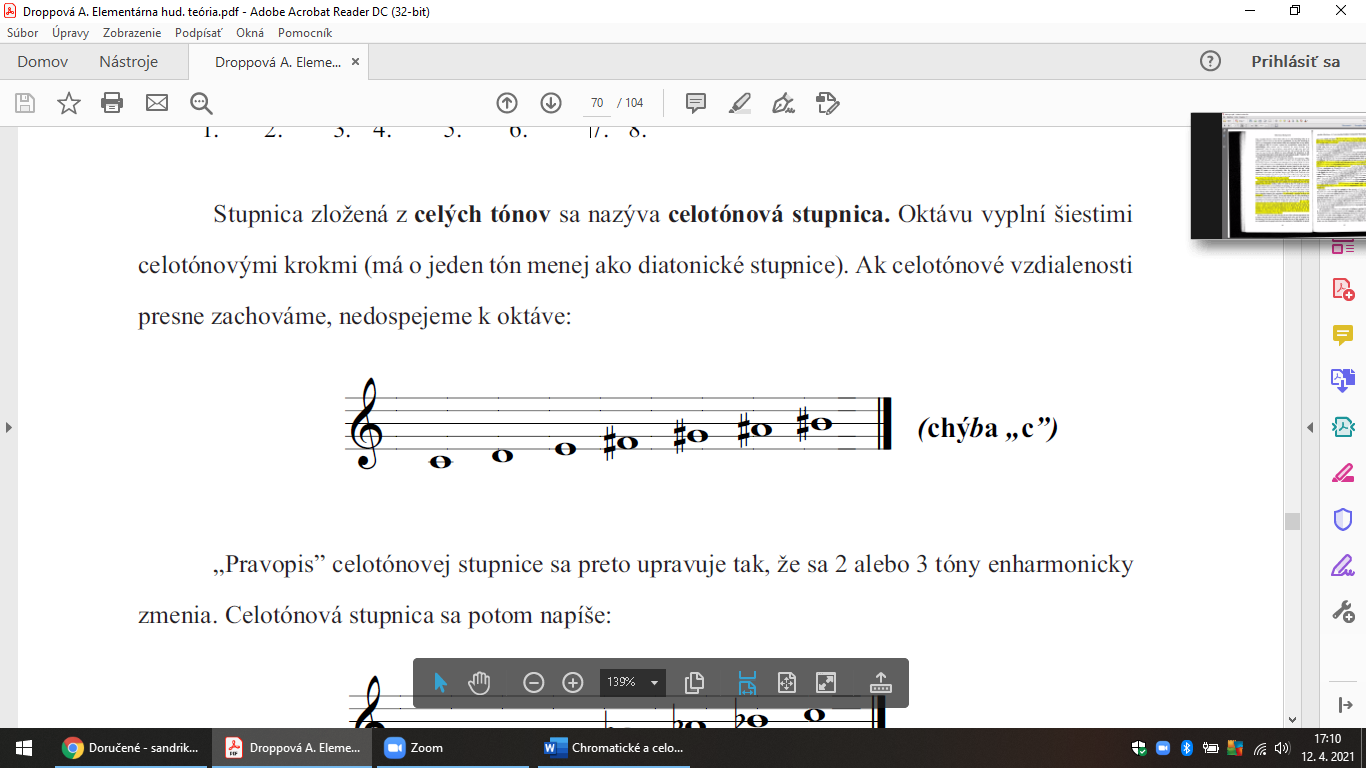 Droppová A. Elementárna hud. teória.pdf - Adobe Acrobat Reader DC (32-bit)
Súbor Úpravy Zobrazenie Podpísať Okná Pomocník
Domov Nástroje Droppová A. Eleme... × Prihlásiť sa
70 / 104
1. 2. 3. 4. 5. 6. 7. 8.
Stupnica zložená z celých tónov sa nazýva celotónová stupnica. Oktávu vyplní šiestimi
celotónovými krokmi (má o jeden tón menej ako diatonické stupnice). Ak celotónové vzdialenosti
presne zachováme, nedospejeme k oktáve:
(chýba „c”)
„Pravopis” celotónovej stupnice sa preto upravuje tak, že sa 2 alebo 3 tóny enharmonicky
zmenia. Celotónová stupnica sa potom napíše:
139%
Doručené - sandrik... Droppová A. Eleme... Zoom Chromatické a celo... 17:10
12. 4. 2021